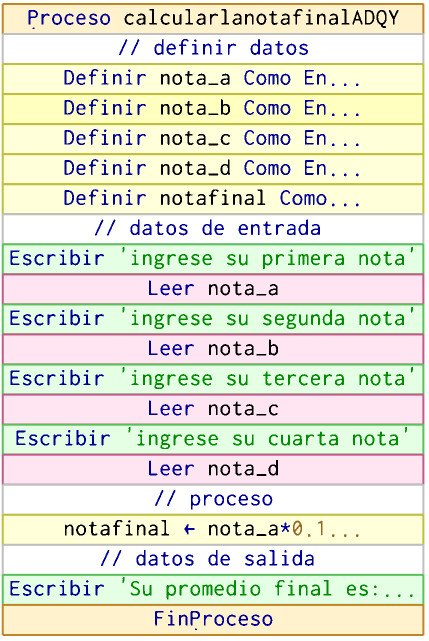 Proceso calcularlanotafinalADQY
// definir datos
Definir nota_a Como En...
Definir nota_b Como En...
Definir nota_c Como En...
Definir nota_d Como En...
Definir notafinal Como...
// datos de entrada
Escribir 'ingrese su primera nota'
Leer nota_a
Escribir 'ingrese su segunda nota'
Leer nota_b
Escribir 'ingrese su tercera nota'
Leer nota_c
Escribir 'ingrese su cuarta nota'
Leer nota_d
// proceso
notafinal ← nota_a*0.1...
// datos de salida
Escribir 'Su promedio final es:...
FinProceso